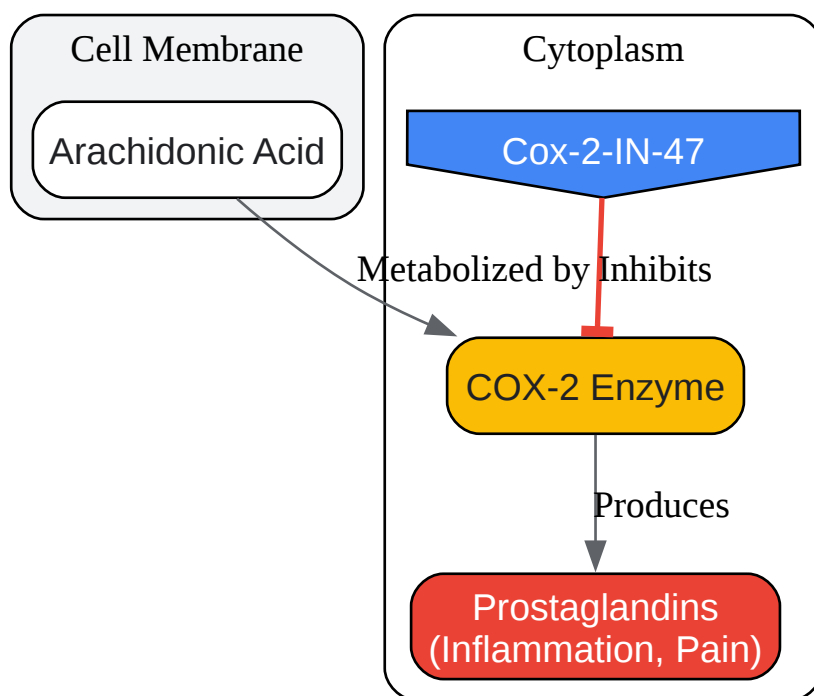 Cell Membrane
Arachidonic Acid
Cytoplasm
Cox-2-IN-47
Metabolized by
Inhibits
COX-2 Enzyme
Produces
Prostaglandins
(Inflammation, Pain)